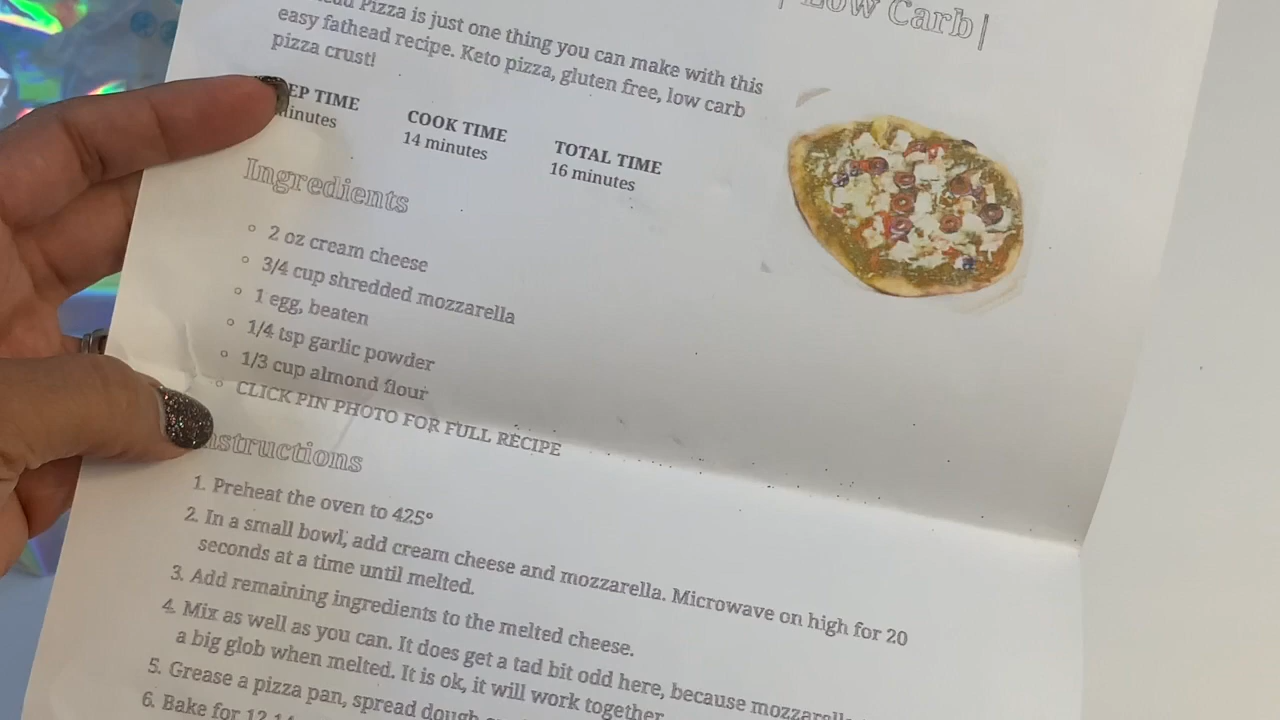 | Low Carb |
Pizza is just one thing you can make with this
easy fathead recipe. Keto pizza, gluten free, low carb
pizza crust!
TIME
COOK TIME
14 minutes
TOTAL TIME
16 minutes
Ingredients
2 oz cream cheese
3/4 cup shredded mozzarella
1 egg, beaten
1/4 tsp garlic powder
1/3 cup almond flour
CLICK PIN PHOTO FOR FULL RECIPE
nstructions
1. Preheat the oven to 425°
2. In a small bowl, add cream cheese and mozzarella. Microwave on high for 20
seconds at a time until melted.
3. Add remaining ingredients to the melted cheese.
4. Mix as well as you can. It does get a tad bit odd here, because
a big glob when melted. It is ok, it will work together
5. Grease a pizza pan, spread dough
6. Bake for